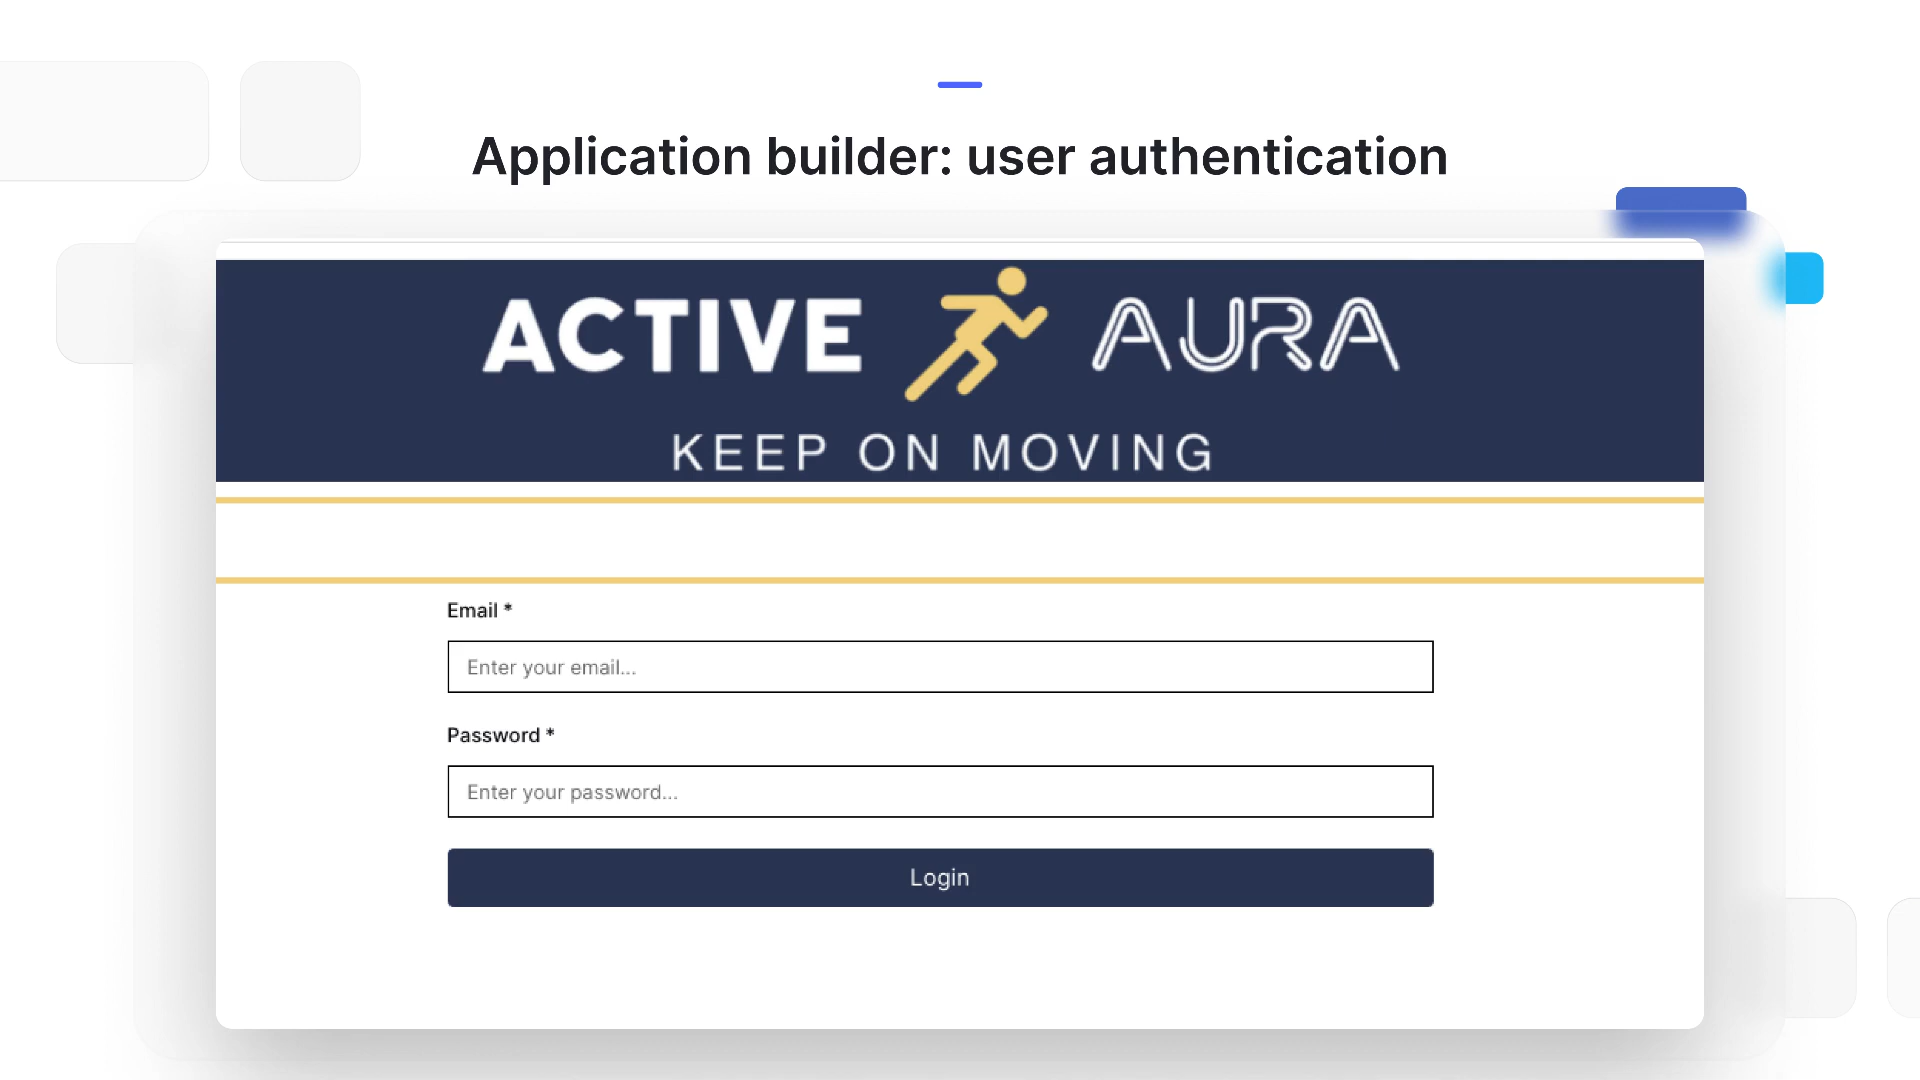 Application builder: user authentication
ACTIVE AURA
KEEP ON MOVING
Email *
Enter your email...
Password *
Enter your password...
Login